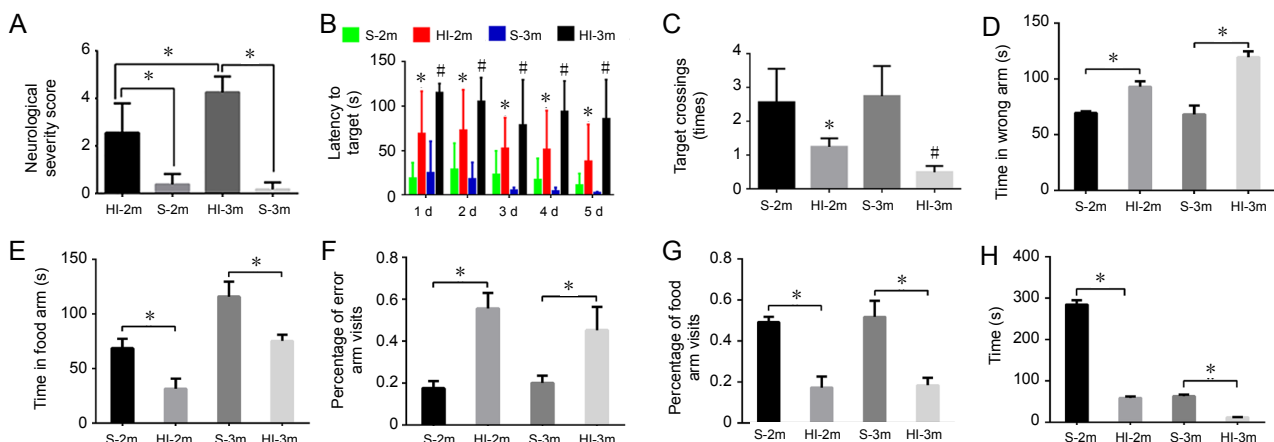 A
Neurological
severity score
6
4
2
0
*
*
*
HI-2m S-2m HI-3m S-3m
B
S-2m HI-2m S-3m HI-3m
Latency to
target (s)
150
100
50
0
* # * # * # * # * #
1 d 2 d 3 d 4 d 5 d
C
Target crossings
(times)
4
3
2
1
0
*
#
S-2m HI-2m S-3m HI-3m
D
Time in wrong arm (s)
150
100
50
0
*
*
S-2m HI-2m S-3m HI-3m
E
Time in food arm (s)
150
100
50
0
*
*
S-2m HI-2m S-3m HI-3m
F
Percentage of error
arm visits
0.8
0.6
0.4
0.2
0
*
*
S-2m HI-2m S-3m HI-3m
G
Percentage of food
arm visits
0.8
0.6
0.4
0.2
0
*
*
S-2m HI-2m S-3m HI-3m
H
Time (s)
400
300
200
100
0
*
*
S-2m HI-2m S-3m HI-3m